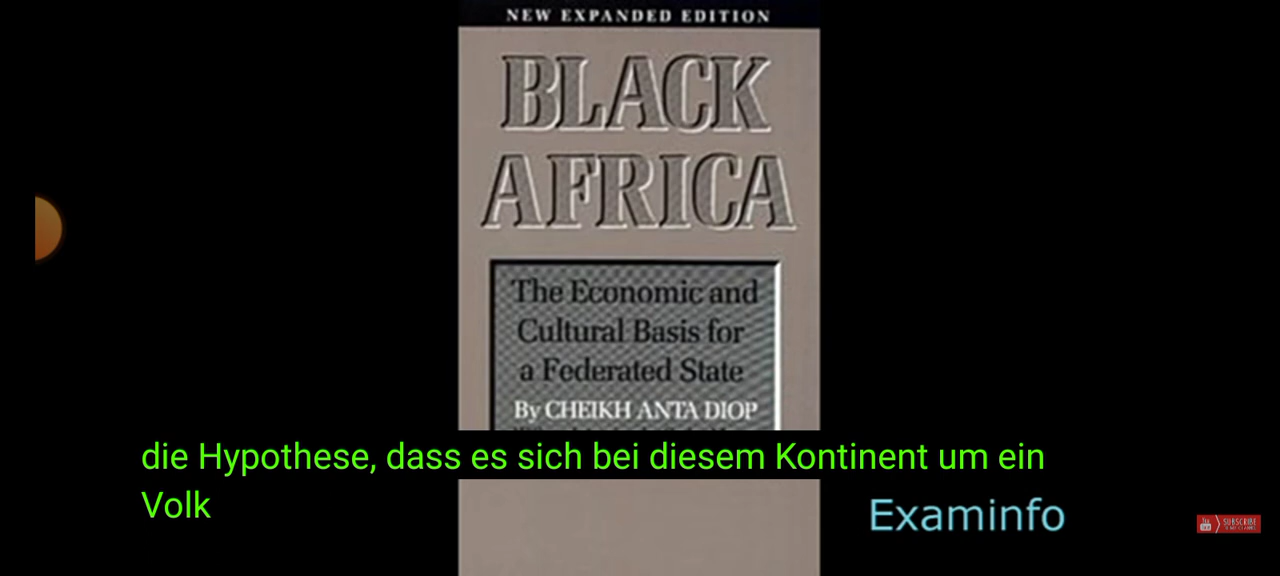 NEW EXPANDED EDITION
BLACK
AFRICA
The Economic and
Cultural Basis for
a Federated State
By CHEIKH ANTA DIOP
die Hypothese, dass es sich bei diesem Kontinent um ein
Volk
Examinfo
SUBSCRIBE